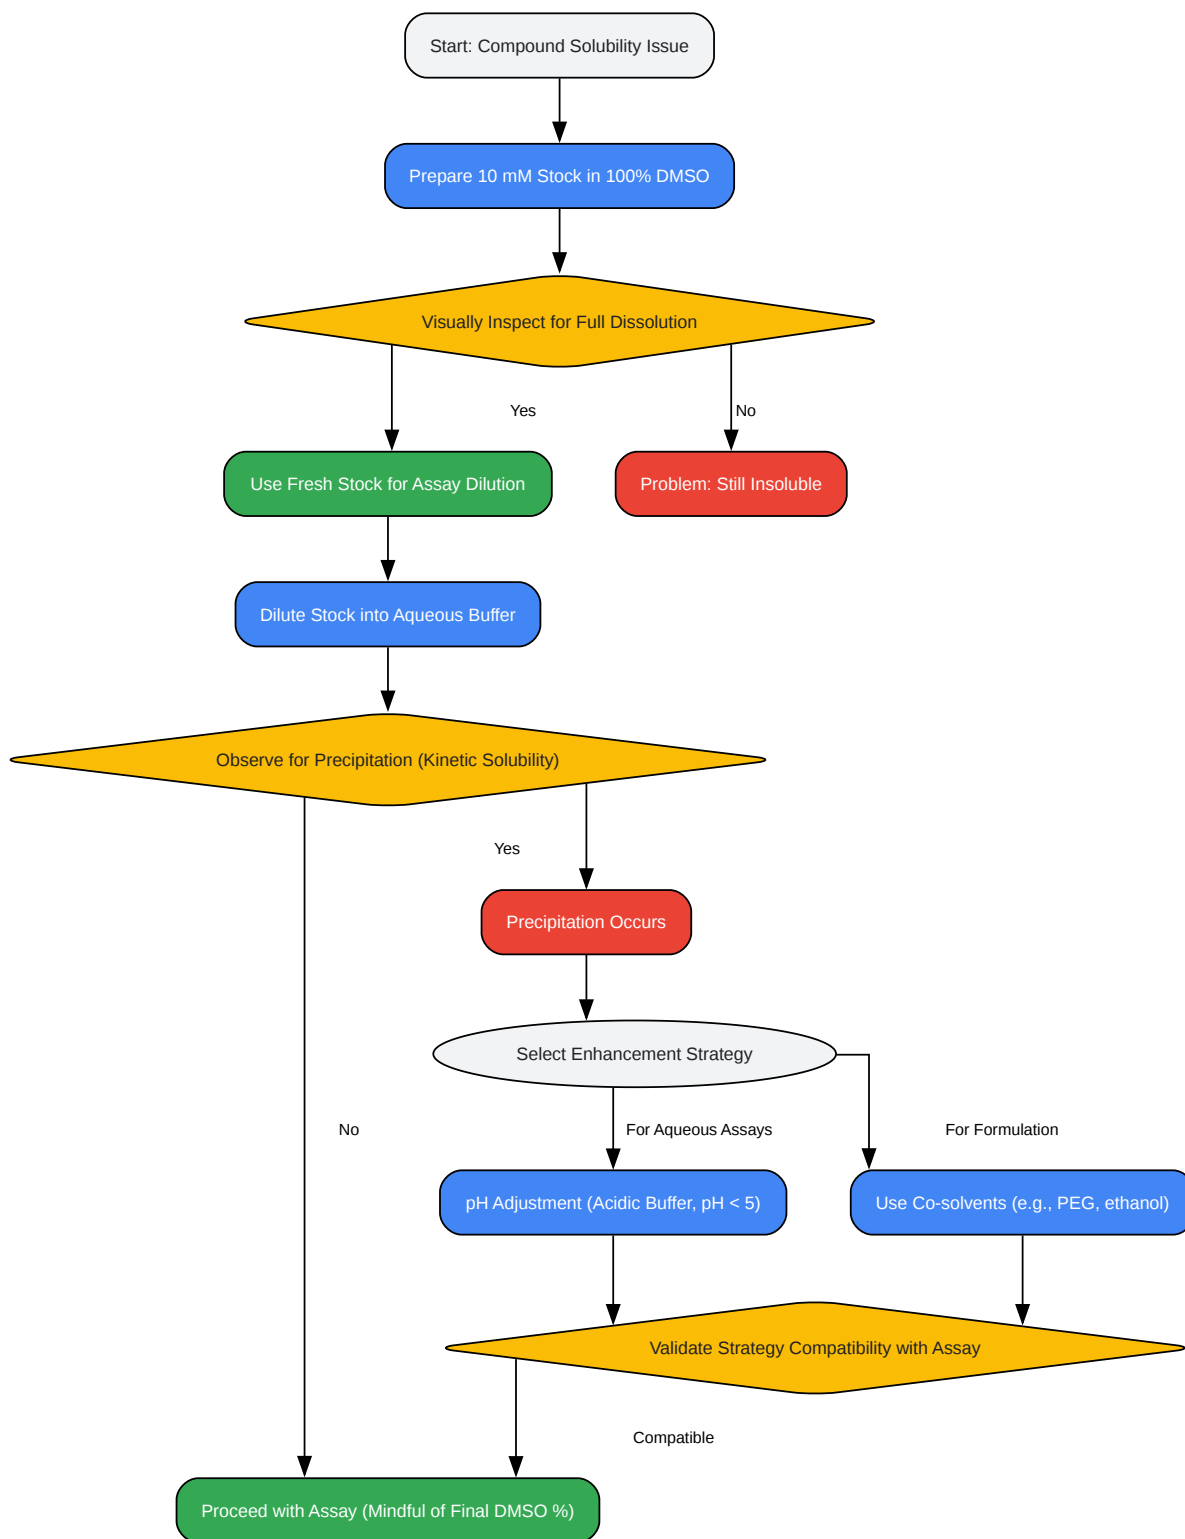 Start: Compound Solubility Issue
Prepare 10 mM Stock in 100% DMSO
Visually Inspect for Full Dissolution
Yes
No
Use Fresh Stock for Assay Dilution
Problem: Still Insoluble
Dilute Stock into Aqueous Buffer
Observe for Precipitation (Kinetic Solubility)
Yes
Precipitation Occurs
Select Enhancement Strategy
No
For Aqueous Assays
For Formulation
pH Adjustment (Acidic Buffer, pH < 5)
Use Co-solvents (e.g., PEG, ethanol)
Validate Strategy Compatibility with Assay
Compatible
Proceed with Assay (Mindful of Final DMSO %)